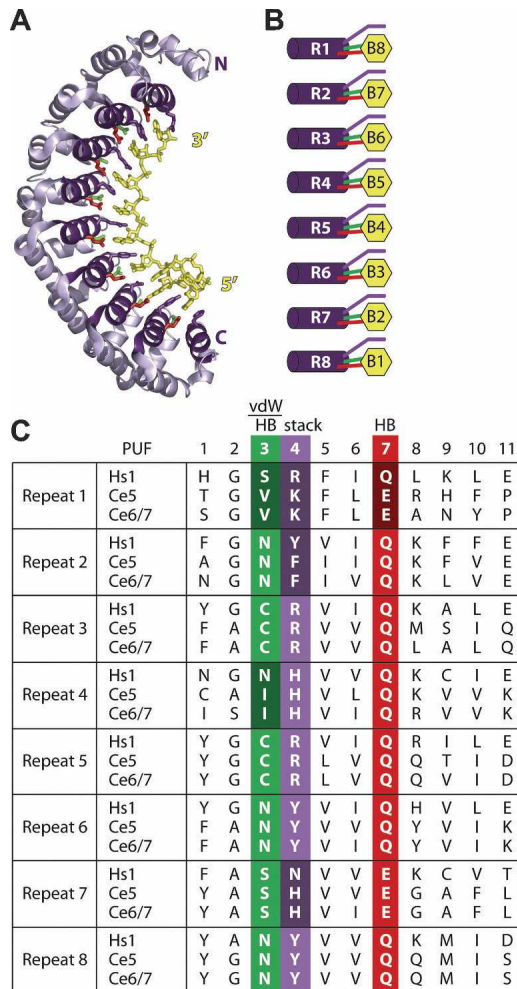 A
N
3'
5'
C
B
R1 B8
R2 B7
R3 B6
R4 B5
R5 B4
R6 B3
R7 B2
R8 B1
C
vdW
HB stack HB
PUF 1 2 3 4 5 6 7 8 9 10 11
Hs1 H G S R F I Q L K L E
Repeat 1 Ce5 T G V K F L E R H F P
Ce6/7 S G V K F L E A N Y P
Hs1 F G N Y V I Q K F F E
Repeat 2 Ce5 A G N F I I Q K F V E
Ce6/7 N G N F I V Q K L V E
Hs1 Y G C R V I Q K A L E
Repeat 3 Ce5 F A C R V V Q M S I Q
Ce6/7 F A C R V V Q L A L Q
Hs1 N G N H V I Q K C I E
Repeat 4 Ce5 C A I H V L Q K V V K
Ce6/7 I S I H V I Q R V V K
Hs1 Y G C R V I Q R I L E
Repeat 5 Ce5 Y G C R L V Q Q T I D
Ce6/7 Y G C R L V Q Q V I D
Hs1 Y G N Y V I Q H V L E
Repeat 6 Ce5 F A N Y V V Q Y V I K
Ce6/7 F A N Y V I Q Y V I K
Hs1 F A S N V V E K C V T
Repeat 7 Ce5 Y A S H V V E G A F L
Ce6/7 Y A S H V I E G A F L
Hs1 Y A N Y V V Q K M I D
Repeat 8 Ce5 Y G N Y V V Q Q M I S
Ce6/7 Y G N Y V V Q Q M I S